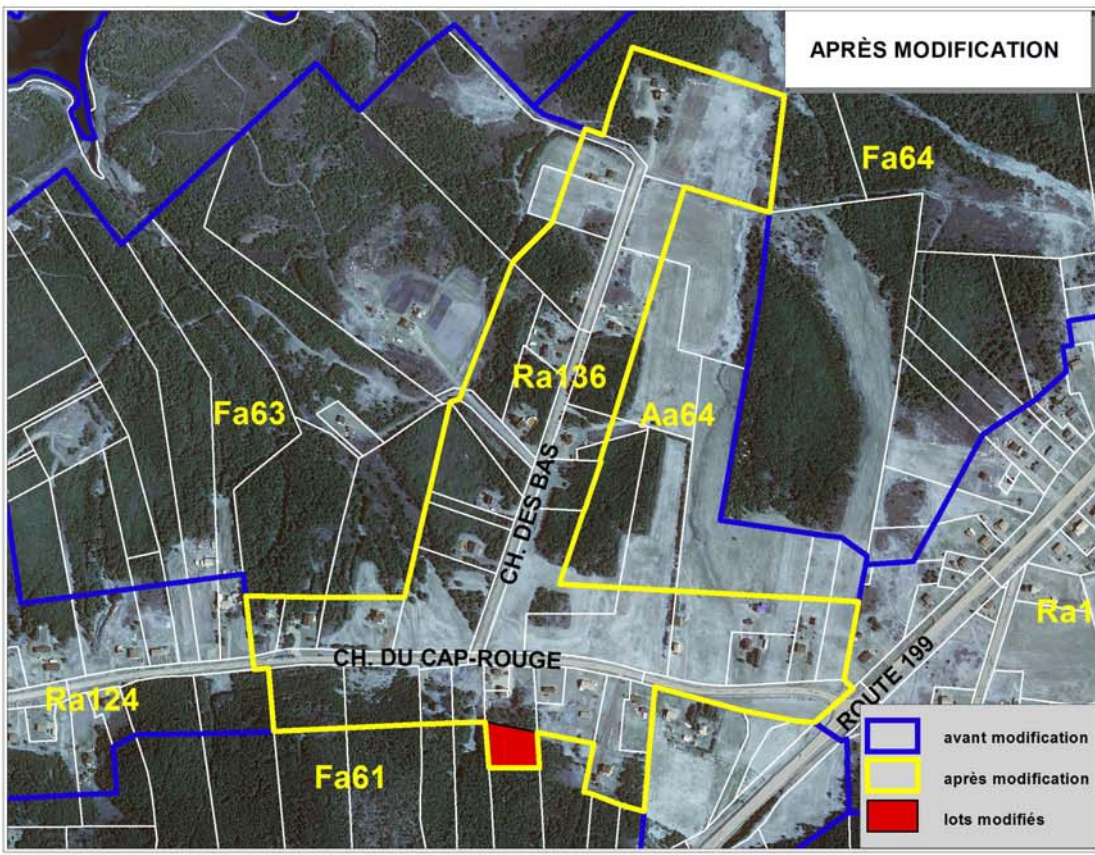 APRÈS MODIFICATION
Fa64
Ra136
Fa63
Aa64
CH. DES BAS
CH. DU CAP-ROUGE
Ra1
Ra124
ROUTE 199
Fa61
avant modification
après modification
lots modifiés